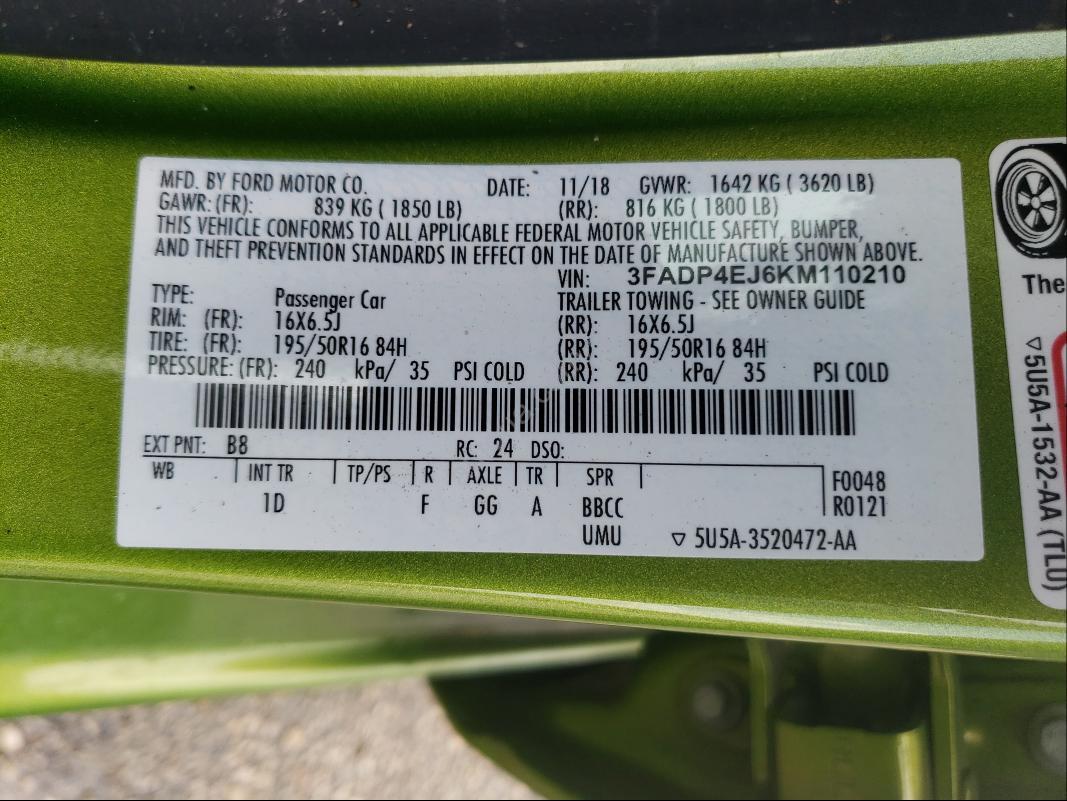 MFD. BY FORD MOTOR CO. DATE: 11/18 GVWR: 1642 KG ( 3620 LB)
GAWR: (FR): 839 KG ( 1850 LB) (RR): 816 KG ( 1800 LB)
THIS VEHICLE CONFORMS TO ALL APPLICABLE FEDERAL MOTOR VEHICLE SAFETY, BUMPER,
AND THEFT PREVENTION STANDARDS IN EFFECT ON THE DATE OF MANUFACTURE SHOWN ABOVE.
VIN: 3FADP4EJ6KM110210
TYPE: Passenger Car TRAILER TOWING - SEE OWNER GUIDE
RIM: (FR): 16X6.5J (RR): 16X6.5J
TIRE: (FR): 195/50R16 84H (RR): 195/50R16 84H
PRESSURE: (FR): 240 kPa/ 35 PSI COLD (RR): 240 kPa/ 35 PSI COLD
EXT PNT: B8 RC: 24 DSO:
WB INT TR TP/PS R AXLE TR SPR F0048
1D F GG A BBCC R0121
UMU ▽ 5U5A-3520472-AA
The
▽5U5A-1532-AA (TLU)